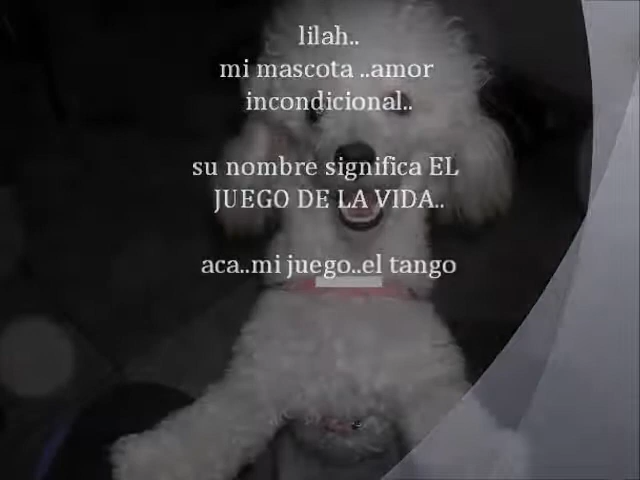 lilah..
mi mascota ..amor
incondicional..
su nombre significa EL
JUEGO DE LA VIDA..
aca..mi juego..el tango